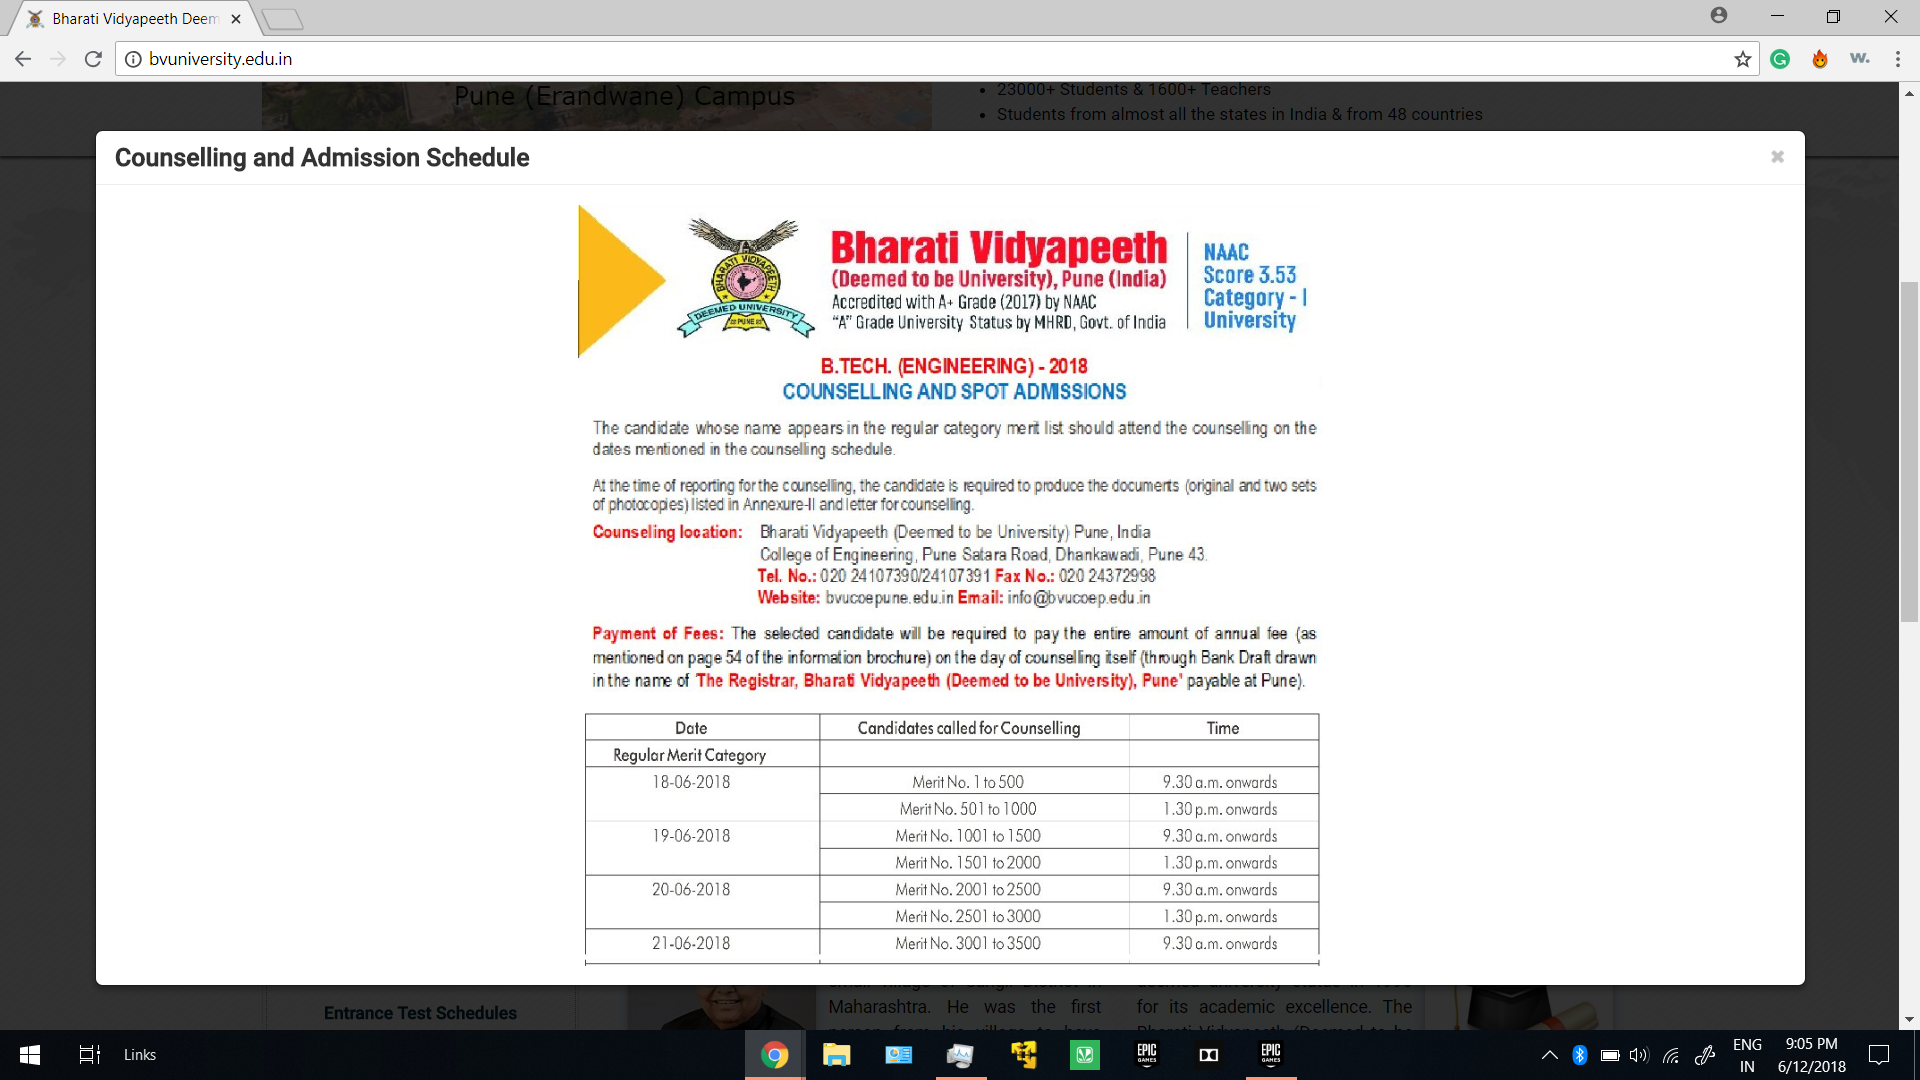 Bharati Vidyapeeth Deem
bvuniversity.edu.in
Pune (Erandwane) Campus
23000+ Students & 1600+ Teachers
Students from almost all the states in India & from 48 countries
Counselling and Admission Schedule
BHARATI VIDYAPEETH
DEEMED UNIVERSITY
PUNE
Bharati Vidyapeeth
(Deemed to be University), Pune (India)
Accredited with A+ Grade (2017) by NAAC
“A” Grade University Status by MHRD, Govt. of India
NAAC
Score 3.53
Category - I
University
B.TECH. (ENGINEERING) - 2018
COUNSELLING AND SPOT ADMISSIONS
The candidate whose name appears in the regular category merit list should attend the counselling on the
dates mentioned in the counselling schedule.
At the time of reporting for the counselling, the candidate is required to produce the documents (original and two sets
of photocopies) listed in Annexure-II and letter for counselling.
Counseling location: Bharati Vidyapeeth (Deemed to be University) Pune, India
College of Engineering, Pune Satara Road, Dhankawadi, Pune 43.
Tel. No.: 020 24107390/24107391 Fax No.: 020 24372998
Website: bvucoepune.edu.in Email: info@bvucoep.edu.in
Payment of Fees: The selected candidate will be required to pay the entire amount of annual fee (as
mentioned on page 54 of the information brochure) on the day of counselling itself (through Bank Draft drawn
in the name of 'The Registrar, Bharati Vidyapeeth (Deemed to be University), Pune' payable at Pune).
Date Candidates called for Counselling Time
Regular Merit Category
18-06-2018 Merit No. 1 to 500 9.30 a.m. onwards
Merit No. 501 to 1000 1.30 p.m. onwards
19-06-2018 Merit No. 1001 to 1500 9.30 a.m. onwards
Merit No. 1501 to 2000 1.30 p.m. onwards
20-06-2018 Merit No. 2001 to 2500 9.30 a.m. onwards
Merit No. 2501 to 3000 1.30 p.m. onwards
21-06-2018 Merit No. 3001 to 3500 9.30 a.m. onwards
Entrance Test Schedules
Maharashtra. He was the first
for its academic excellence. The
Links
EPIC GAMES
EPIC GAMES
ENG
IN
9:05 PM
6/12/2018